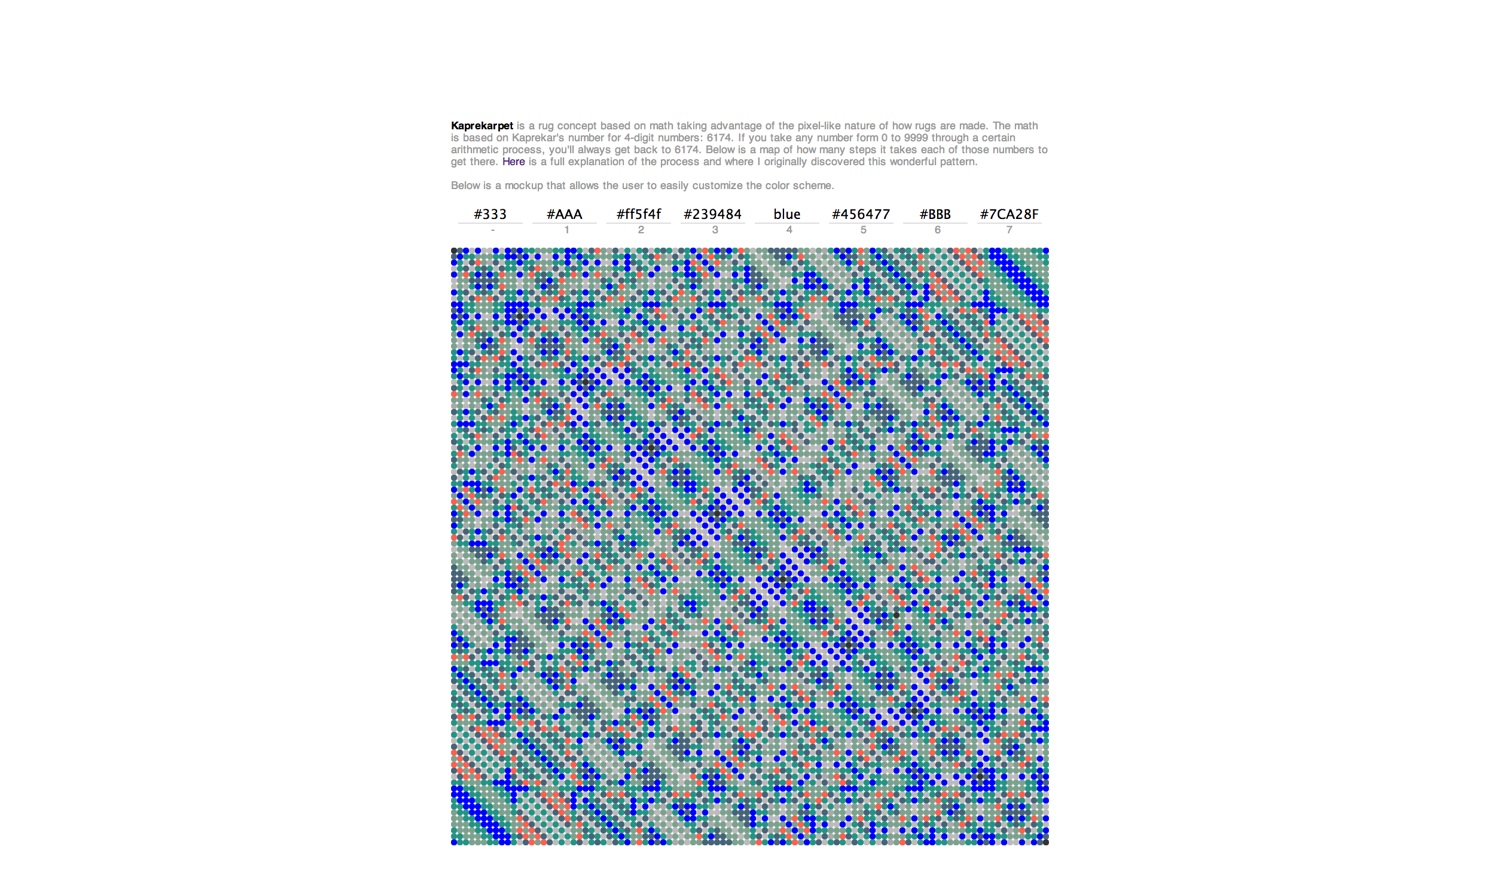 Kaprekarpet is a rug concept based on math taking advantage of the pixel-like nature of how rugs are made. The math
is based on Kaprekar's number for 4-digit numbers: 6174. If you take any number form 0 to 9999 through a certain
arithmetic process, you'll always get back to 6174. Below is a map of how many steps it takes each of those numbers to
get there. Here is a full explanation of the process and where I originally discovered this wonderful pattern.
Below is a mockup that allows the user to easily customize the color scheme.
#333 #AAA #ff5f4f #239484 blue #456477 #BBB #7CA28F
- 1 2 3 4 5 6 7